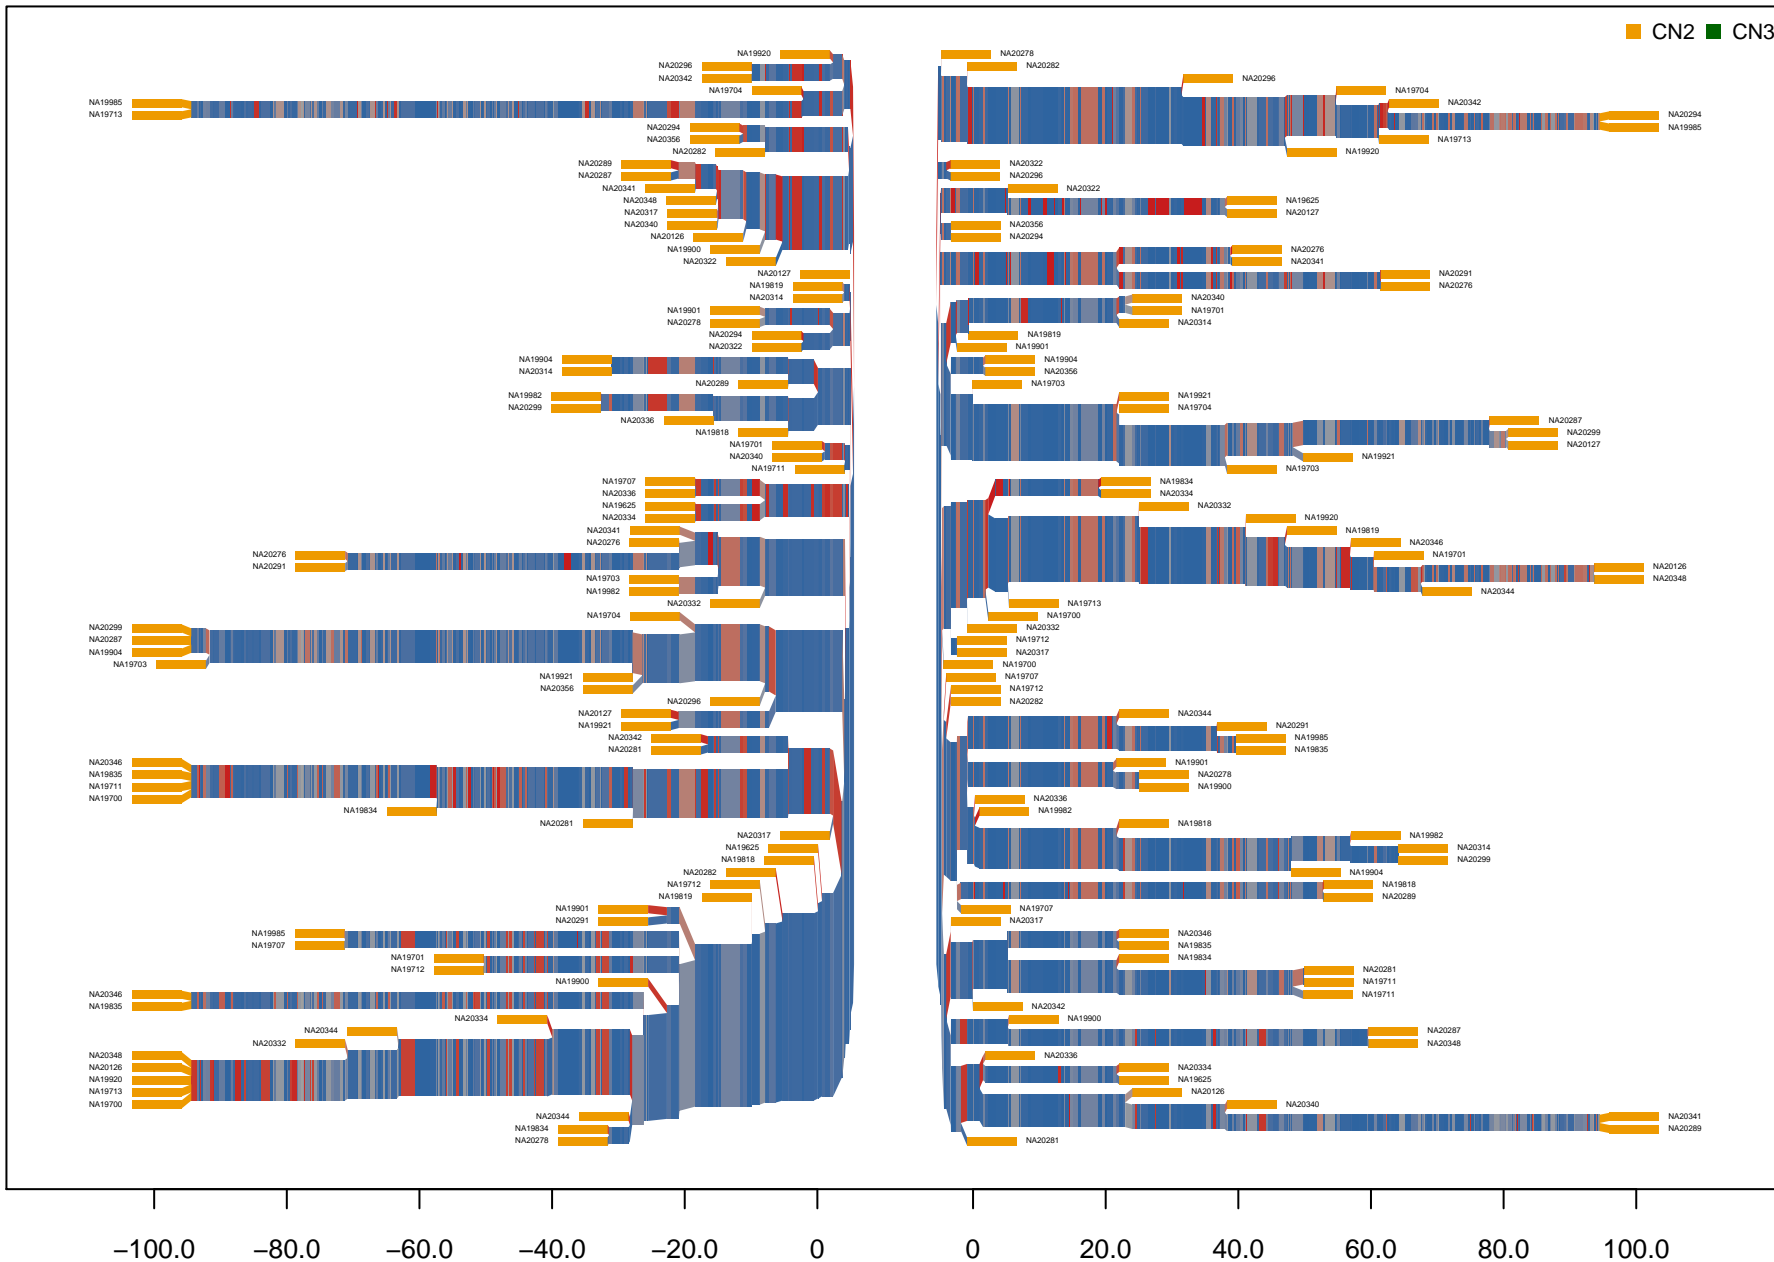 CN2 CN3
NA19920
NA20296
NA20342
NA19704
NA19985
NA19713
NA20294
NA20356
NA20282
NA20289
NA20287
NA20341
NA20348
NA20317
NA20340
NA20126
NA19900
NA20322
NA20127
NA19819
NA20314
NA19901
NA20278
NA20294
NA20322
NA19904
NA20314
NA20289
NA19982
NA20299
NA20336
NA19818
NA19701
NA20340
NA19711
NA19707
NA20336
NA19625
NA20334
NA20341
NA20276
NA20276
NA20291
NA19703
NA19982
NA20332
NA19704
NA20299
NA20287
NA19904
NA19703
NA19921
NA20356
NA20296
NA20127
NA19921
NA20342
NA20281
NA20346
NA19835
NA19711
NA19700
NA19834
NA20281
NA20317
NA19625
NA19818
NA20282
NA19712
NA19819
NA19901
NA20291
NA19985
NA19707
NA19701
NA19712
NA19900
NA20346
NA19835
NA20334
NA20344
NA20332
NA20348
NA20126
NA19920
NA19713
NA19700
NA20344
NA19834
NA20278
NA20278
NA20282
NA20296
NA19704
NA20342
NA20294
NA19985
NA19713
NA19920
NA20322
NA20296
NA20322
NA19625
NA20127
NA20356
NA20294
NA20276
NA20341
NA20291
NA20276
NA20340
NA19701
NA20314
NA19819
NA19901
NA19904
NA20356
NA19703
NA19921
NA19704
NA20287
NA20299
NA20127
NA19921
NA19703
NA19834
NA20334
NA20332
NA19920
NA19819
NA20346
NA19701
NA20126
NA20348
NA20344
NA19713
NA19700
NA20332
NA19712
NA20317
NA19700
NA19707
NA19712
NA20282
NA20344
NA20291
NA19985
NA19835
NA19901
NA20278
NA19900
NA20336
NA19982
NA19818
NA19982
NA20314
NA20299
NA19904
NA19818
NA20289
NA19707
NA20317
NA20346
NA19835
NA19834
NA20281
NA19711
NA19711
NA20342
NA19900
NA20287
NA20348
NA20336
NA20334
NA19625
NA20126
NA20340
NA20341
NA20289
NA20281
−100.0 −80.0 −60.0 −40.0 −20.0 0 0 20.0 40.0 60.0 80.0 100.0